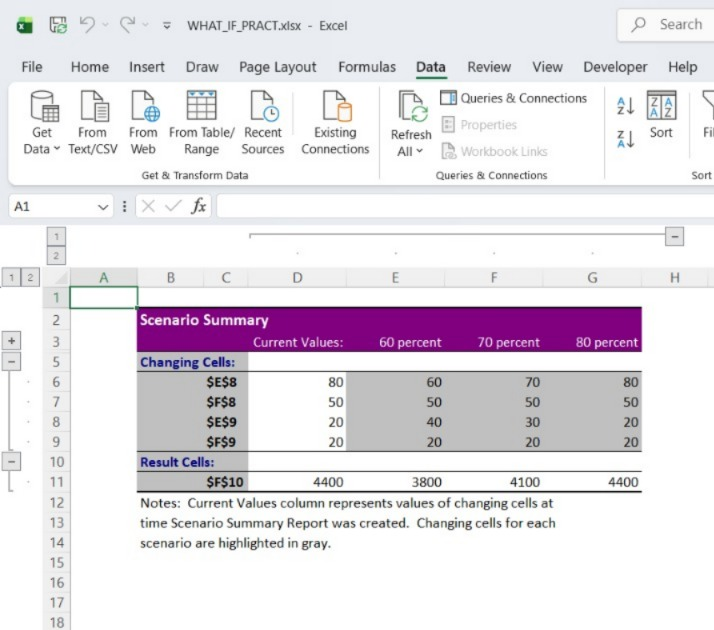 WHAT_IF_PRACT.xlsx - Excel
Search
File Home Insert Draw Page Layout Formulas Data Review View Developer Help
Get Data From Text/CSV From Web From Table/ Range Recent Sources Existing Connections Refresh All Queries & Connections Properties Workbook Links Sort
Get & Transform Data Queries & Connections Sort
A1 fx
1
2
1 2 A B C D E F G H
1
2 Scenario Summary
3 Current Values: 60 percent 70 percent 80 percent
5 Changing Cells:
6 $E$8 80 60 70 80
7 $F$8 50 50 50 50
8 $E$9 20 40 30 20
9 $F$9 20 20 20 20
10 Result Cells:
11 $F$10 4400 3800 4100 4400
12 Notes: Current Values column represents values of changing cells at
13 time Scenario Summary Report was created. Changing cells for each
14 scenario are highlighted in gray.
15
16
17
18